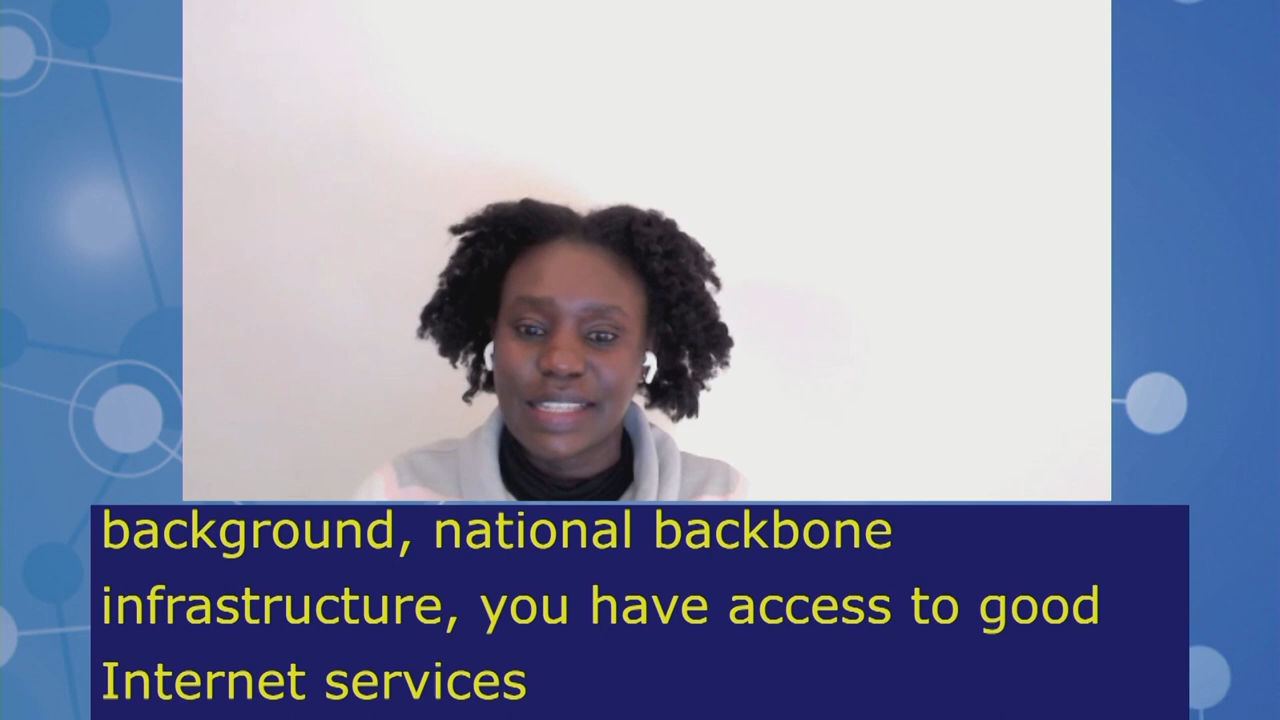 background, national backbone
infrastructure, you have access to good
Internet services